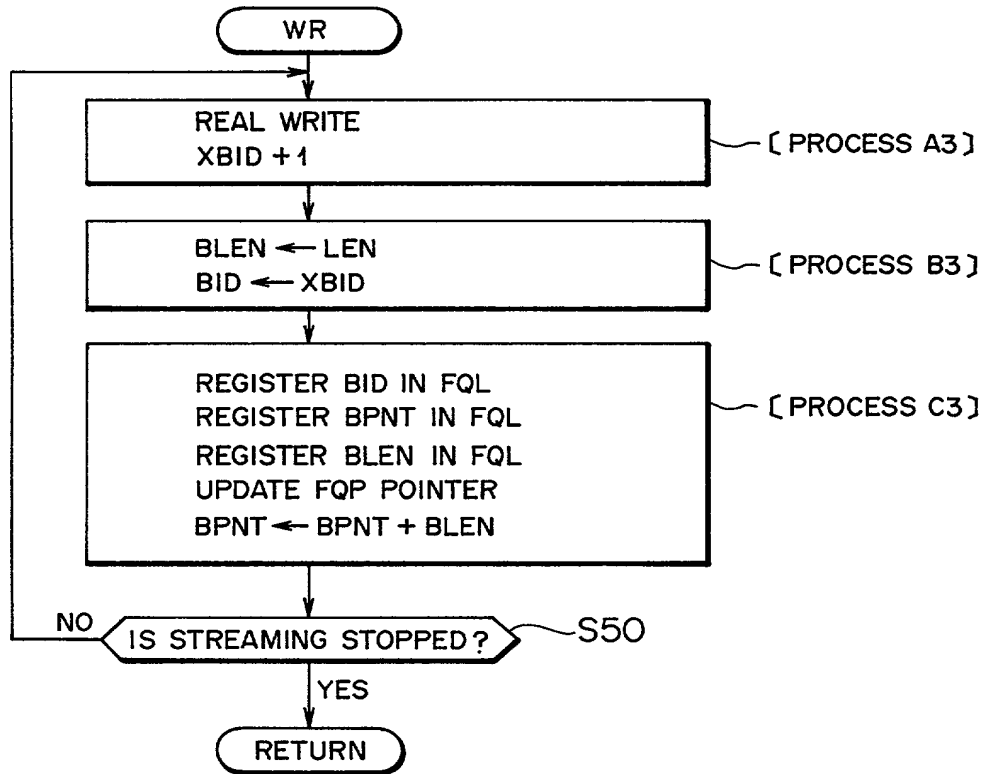 WR
REAL WRITE
XBID + 1
[ PROCESS A3 ]
BLEN ← LEN
BID ← XBID
[ PROCESS B3 ]
REGISTER BID IN FQL
REGISTER BPNT IN FQL
[ PROCESS C3 ]
REGISTER BLEN IN FQL
UPDATE FQP POINTER
BPNT ← BPNT + BLEN
NO
IS STREAMING STOPPED?
S50
YES
RETURN